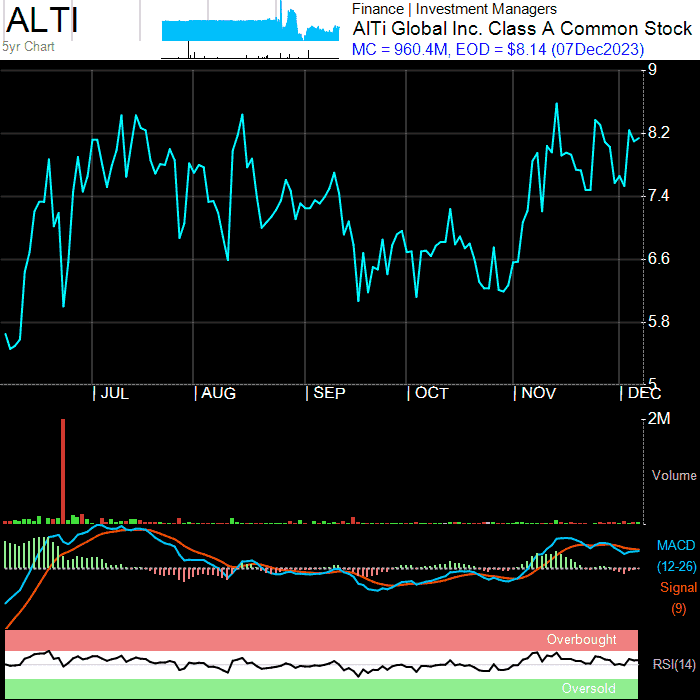 ALTI
5yr Chart
Finance | Investment Managers
AlTi Global Inc. Class A Common Stock
MC = 960.4M, EOD = $8.14 (07Dec2023)
9
8.2
7.4
6.6
5.8
5
| JUL | AUG | SEP | OCT | NOV | DEC
2M
Volume
MACD
(12-26)
Signal
(9)
Overbought
RSI(14)
Oversold